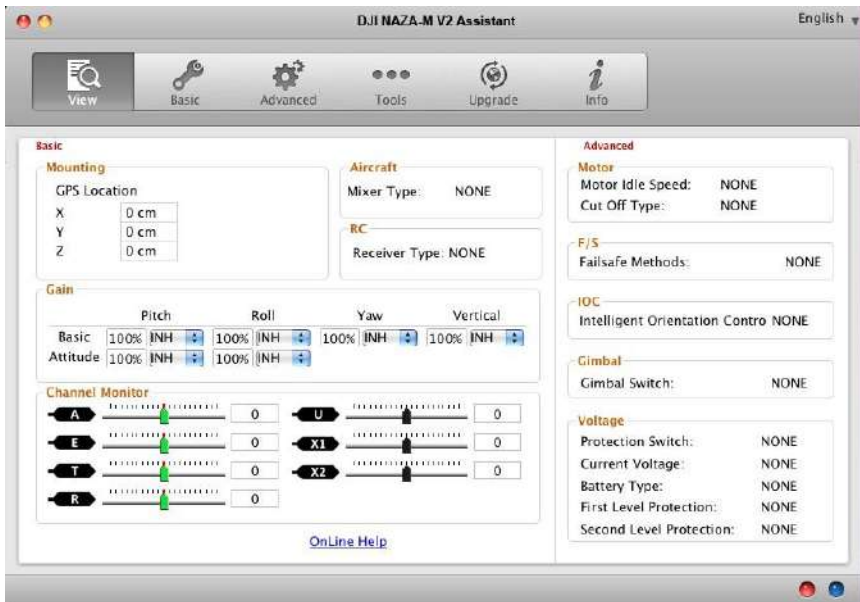 DJI NAZA-M V2 Assistant
English
View
Basic
Advanced
Tools
Upgrade
Info
Basic
Mounting
GPS Location
X 0 cm
Y 0 cm
Z 0 cm
Aircraft
Mixer Type: NONE
RC
Receiver Type: NONE
Gain
Pitch Roll Yaw Vertical
Basic 100% INH 100% INH 100% INH 100% INH
Attitude 100% INH 100% INH
Channel Monitor
A 0 U 0
E 0 X1 0
T 0 X2 0
R 0
OnLine Help
Advanced
Motor
Motor Idle Speed: NONE
Cut Off Type: NONE
F/S
Failsafe Methods: NONE
IOC
Intelligent Orientation Contro NONE
Gimbal
Gimbal Switch: NONE
Voltage
Protection Switch: NONE
Current Voltage: NONE
Battery Type: NONE
First Level Protection: NONE
Second Level Protection: NONE